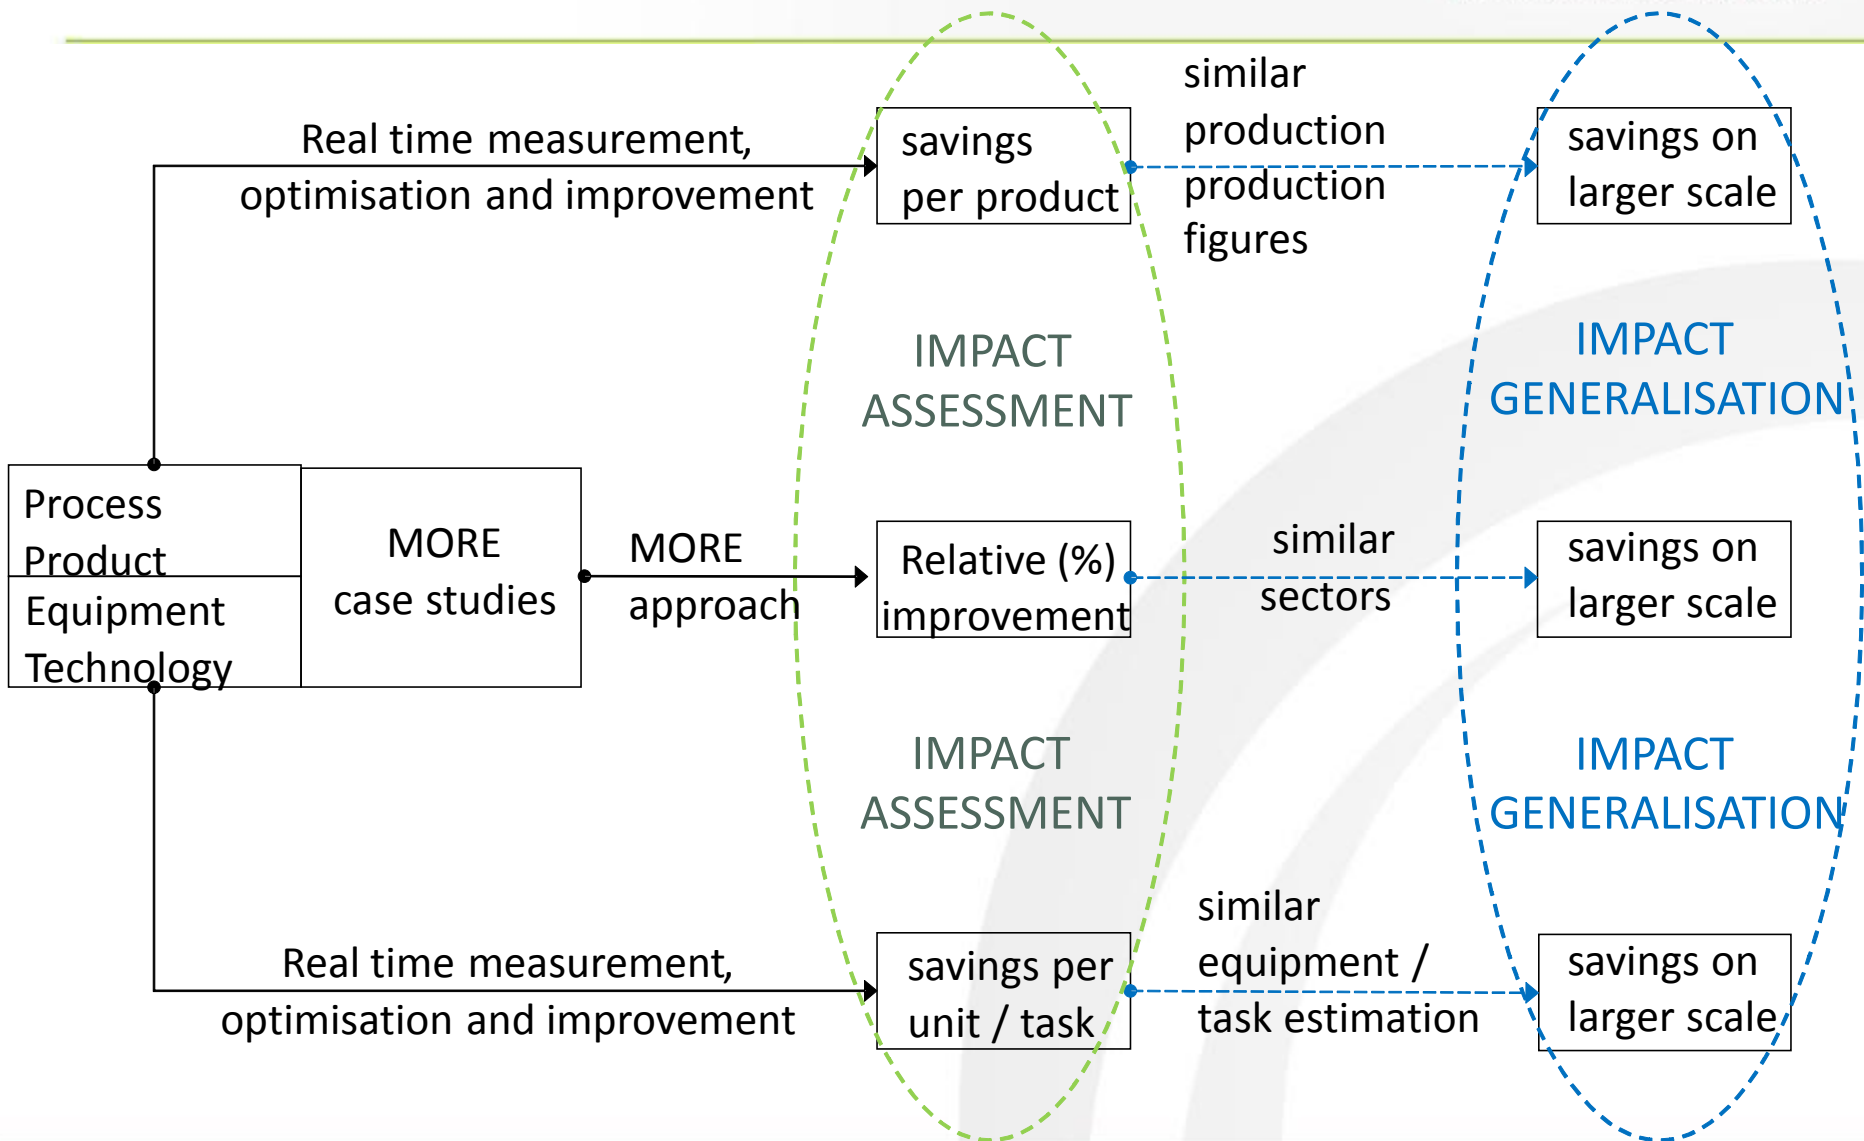 Real time measurement,
optimisation and improvement
savings
per product
similar
production
production
figures
savings on
larger scale
IMPACT
ASSESSMENT
IMPACT
GENERALISATION
Process
Product
Equipment
Technology
MORE
case studies
MORE
approach
Relative (%)
improvement
similar
sectors
savings on
larger scale
IMPACT
ASSESSMENT
IMPACT
GENERALISATION
Real time measurement,
optimisation and improvement
savings per
unit / task
similar
equipment /
task estimation
savings on
larger scale